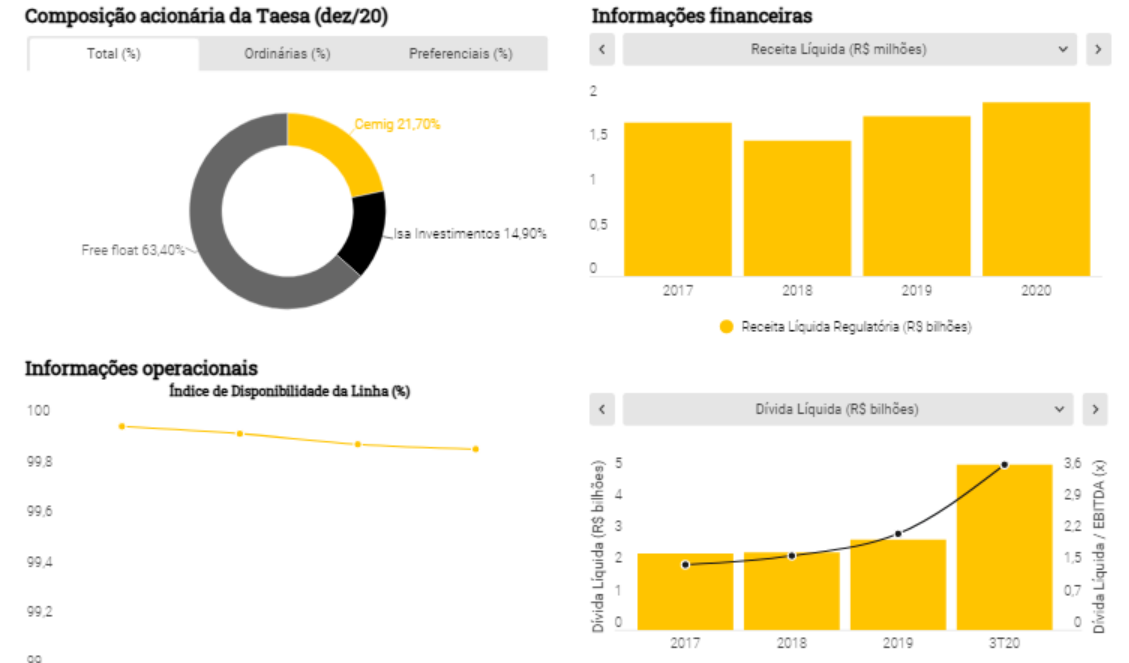 Composição acionária da Taesa (dez/20)
Total (%)
Ordinárias (%)
Preferenciais (%)
Cemig 21,70%
Isa Investimentos 14,90%
Free float 63,40%
Informações financeiras
<
Receita Líquida (R$ milhões)
>
2
1,5
1
0,5
0
2017
2018
2019
2020
Receita Líquida Regulatória (R$ bilhões)
Informações operacionais
Índice de Disponibilidade da Linha (%)
100
99,8
99,6
99,4
99,2
99
<
Dívida Líquida (R$ bilhões)
>
Dívida Líquida (R$ bilhões)
5
4
3
2
1
0
3,6
2,9
2,2
1,5
0,7
0
Dívida Líquida / EBITDA (x)
2017
2018
2019
3T20